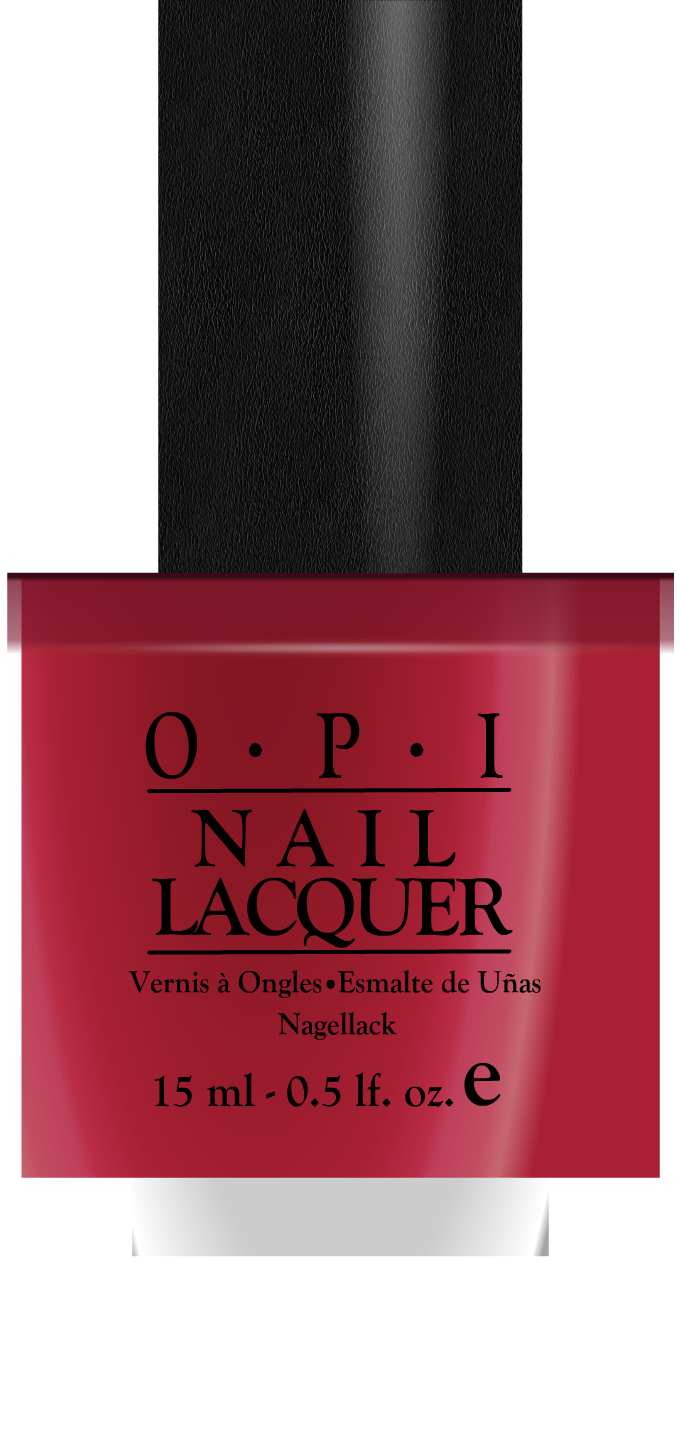 O · P · I
NAIL
LACQUER
Vernis à Ongles•Esmalte de Uñas
Nagellack
15 ml - 0.5 lf. oz. e